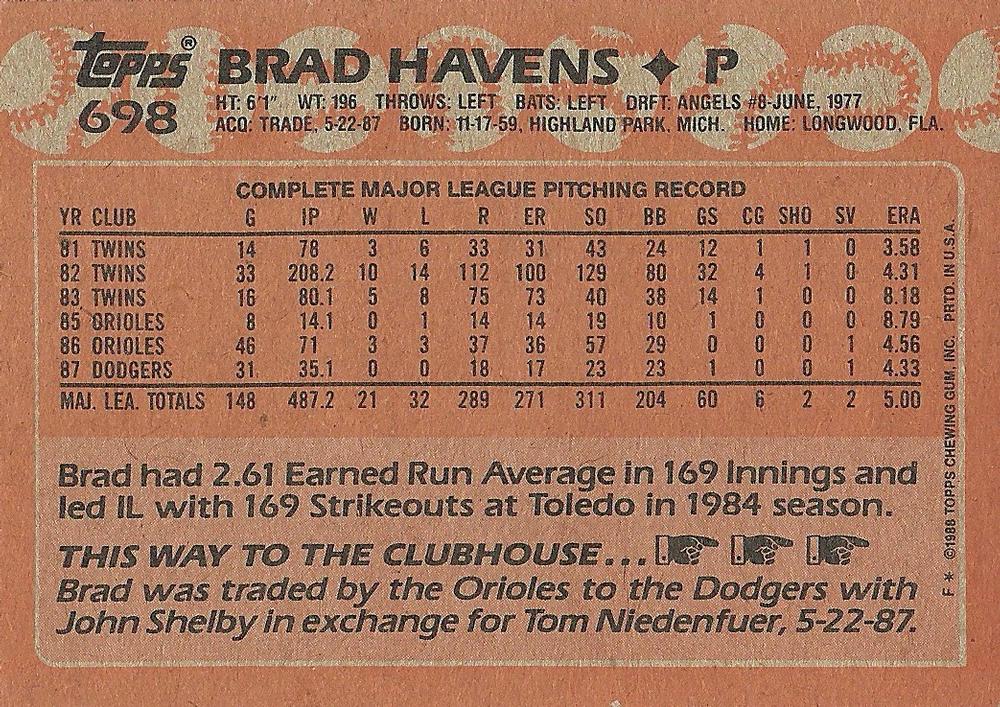 Topps® BRAD HAVENS ✦ P
698
HT: 6'1" WT: 196 THROWS: LEFT BATS: LEFT DRFT: ANGELS #8-JUNE, 1977
ACQ: TRADE, 5-22-87 BORN: 11-17-59, HIGHLAND PARK, MICH. HOME: LONGWOOD, FLA.
COMPLETE MAJOR LEAGUE PITCHING RECORD
YR CLUB G IP W L R ER SO BB GS CG SHO SV ERA
81 TWINS 14 78 3 6 33 31 43 24 12 1 1 0 3.58
82 TWINS 33 208.2 10 14 112 100 129 80 32 4 1 0 4.31
83 TWINS 16 80.1 5 8 75 73 40 38 14 1 0 0 8.18
85 ORIOLES 8 14.1 0 1 14 14 19 10 1 0 0 0 8.79
86 ORIOLES 46 71 3 3 37 36 57 29 0 0 0 1 4.56
87 DODGERS 31 35.1 0 0 18 17 23 23 1 0 0 1 4.33
MAJ. LEA. TOTALS 148 487.2 21 32 289 271 311 204 60 6 2 2 5.00
Brad had 2.61 Earned Run Average in 169 Innings and
led IL with 169 Strikeouts at Toledo in 1984 season.
THIS WAY TO THE CLUBHOUSE...
Brad was traded by the Orioles to the Dodgers with
John Shelby in exchange for Tom Niedenfuer, 5-22-87.
F * ©1988 TOPPS CHEWING GUM, INC. PRTD. IN U.S.A.